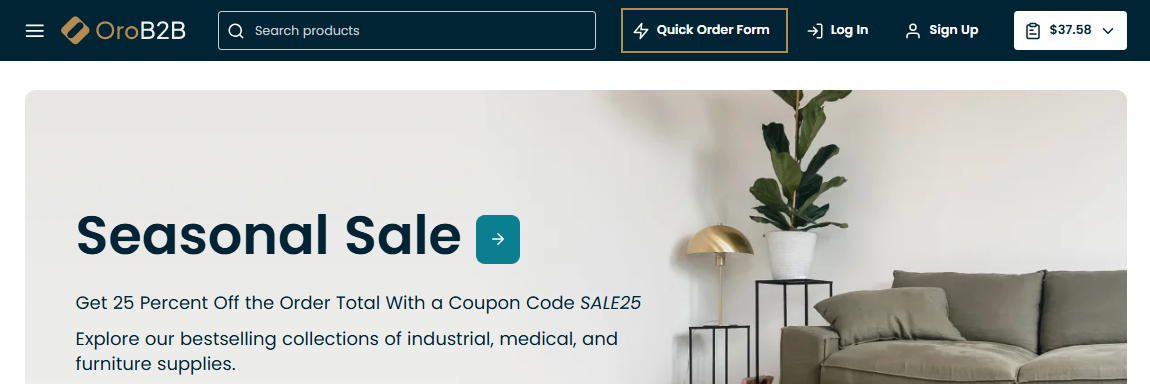 OroB2B
Search products
Quick Order Form
Log In
Sign Up
$37.58
Seasonal Sale
Get 25 Percent Off the Order Total With a Coupon Code SALE25
Explore our bestselling collections of industrial, medical, and
furniture supplies.